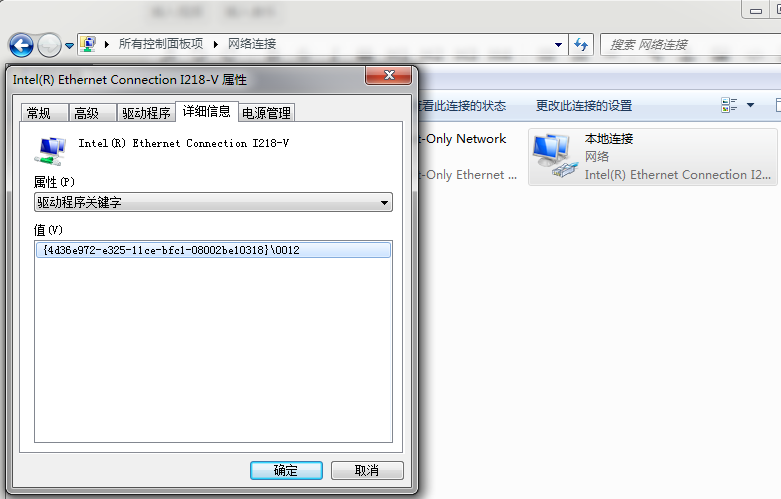 所有控制面板项 网络连接
搜索 网络连接
Intel(R) Ethernet Connection I218-V 属性
看此连接的状态 更改此连接的设置
常规 高级 驱动程序 详细信息 电源管理
Intel(R) Ethernet Connection I218-V
属性(P)
驱动程序关键字
值(V)
{4d36e972-e325-11ce-bfc1-08002be10318}\0012
确定 取消
t-Only Network
t-Only Ethernet ...
本地连接
网络
Intel(R) Ethernet Connection I2...